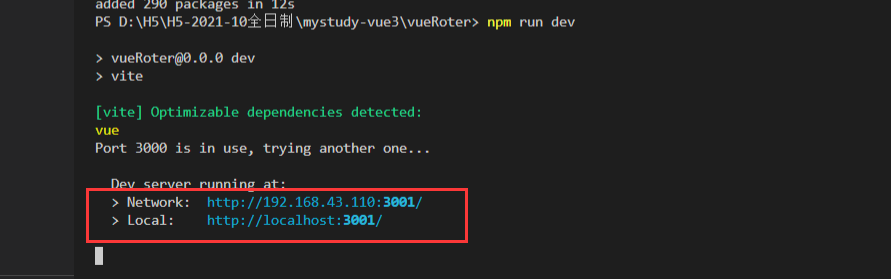 added 290 packages in 12s
PS D:\H5\H5-2021-10全日制\mystudy-vue3\vueRoter> npm run dev
> vueRoter@0.0.0 dev
> vite
[vite] Optimizable dependencies detected:
vue
Port 3000 is in use, trying another one...
Dev server running at:
> Network: http://192.168.43.110:3001/
> Local: http://localhost:3001/